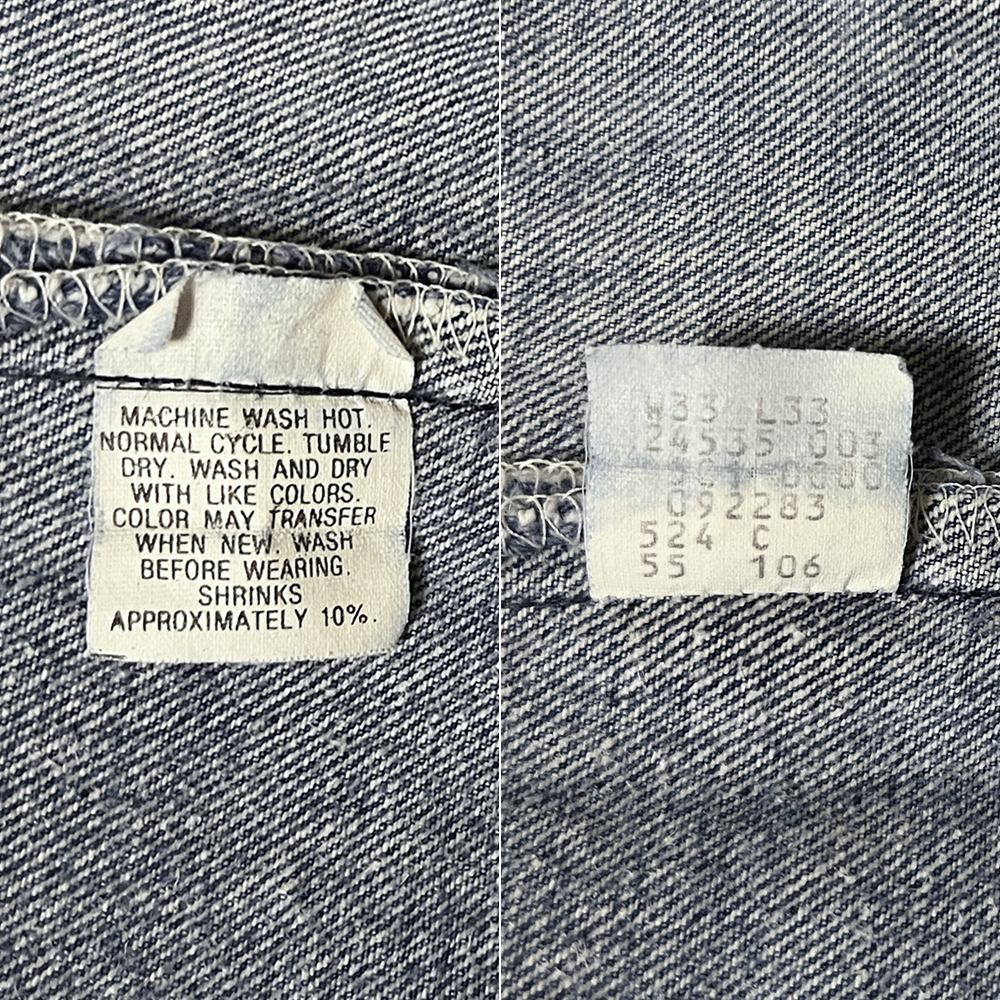 MACHINE WASH HOT.
NORMAL CYCLE. TUMBLE
DRY. WASH AND DRY
WITH LIKE COLORS.
COLOR MAY TRANSFER
WHEN NEW. WASH
BEFORE WEARING.
SHRINKS
APPROXIMATELY 10%.
W33 L33
24535 003
092283
524 C
55 106